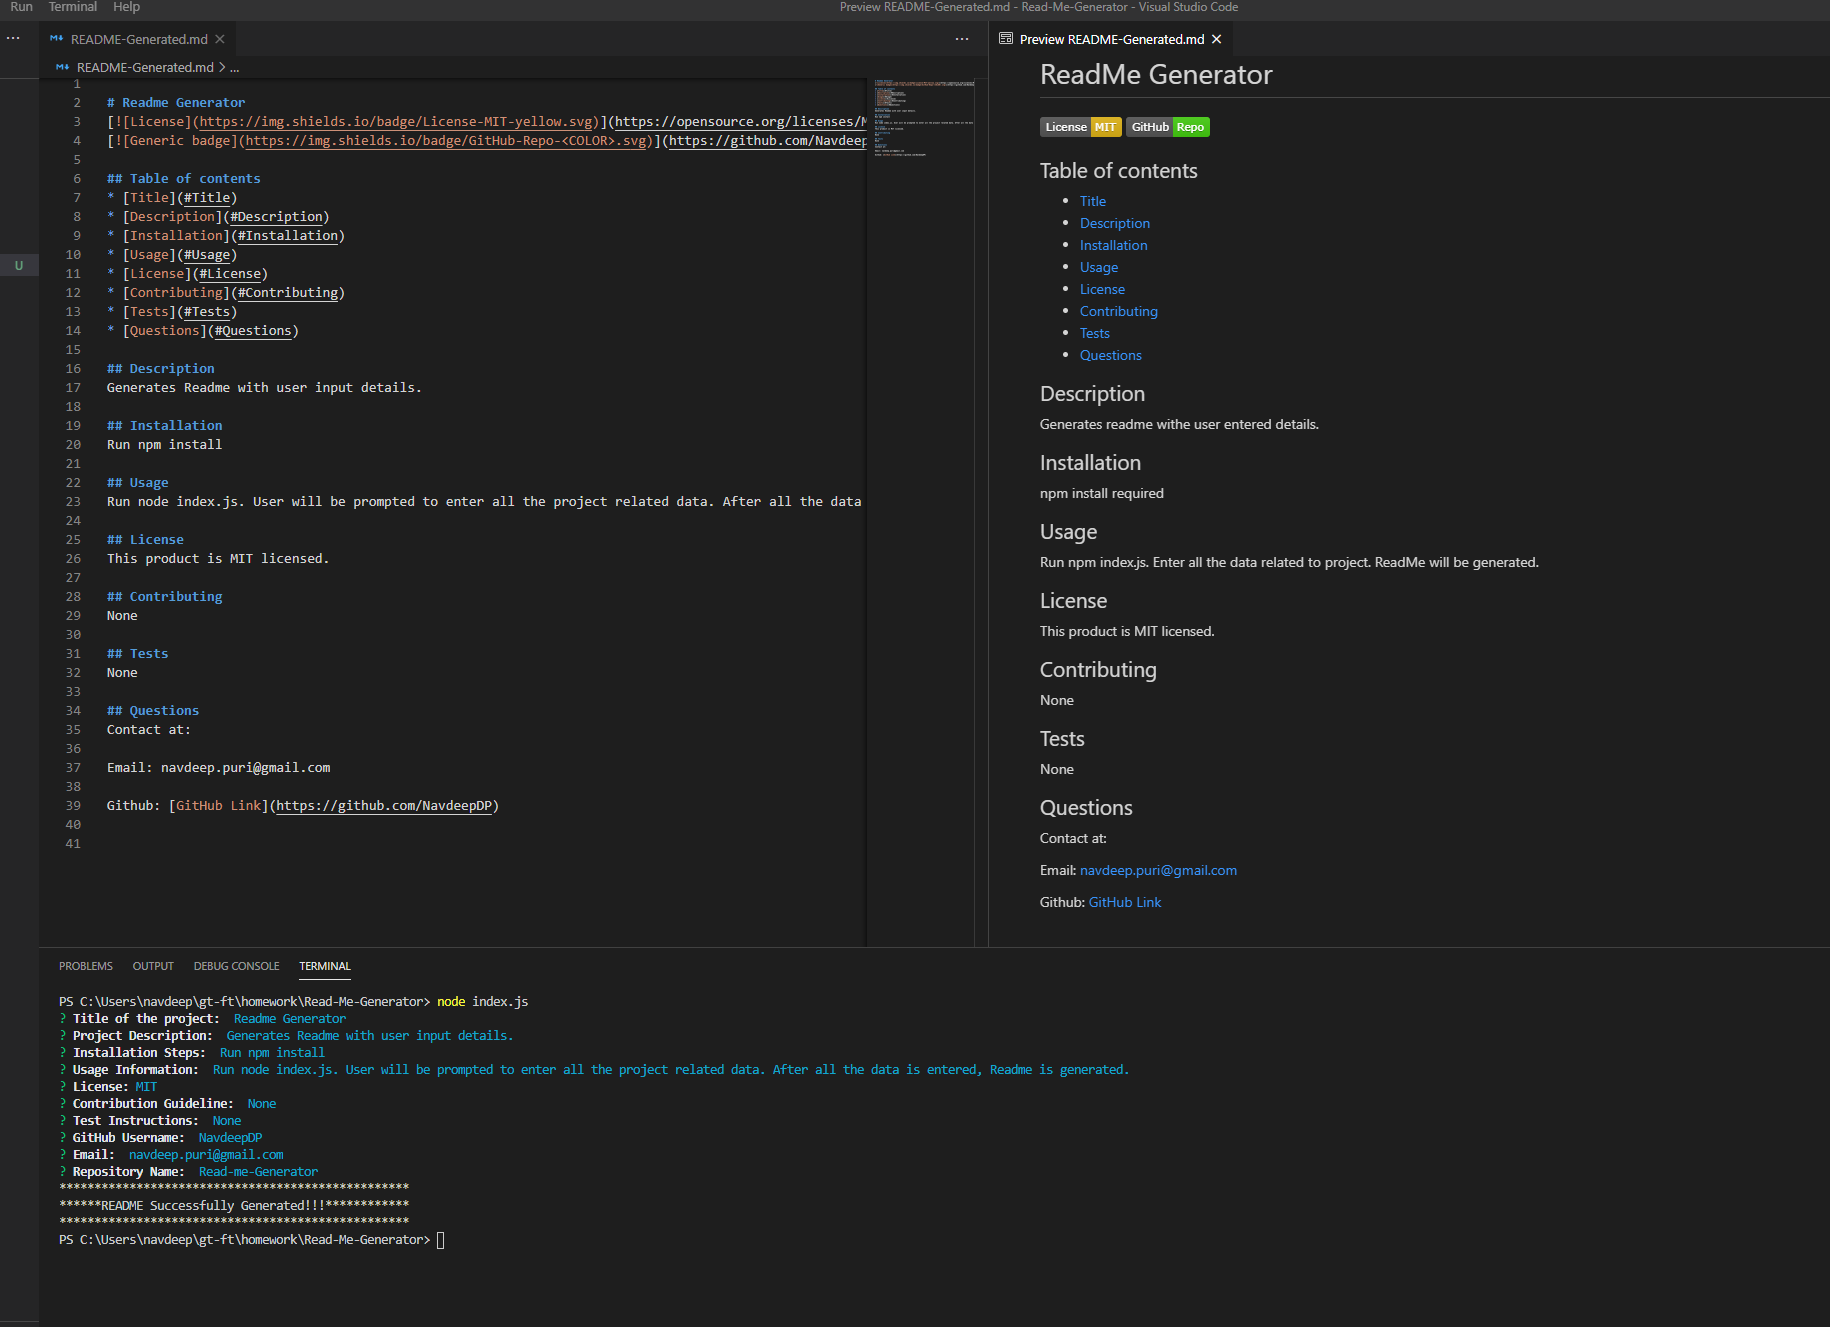 Run Terminal Help
Preview README-Generated.md - Read-Me-Generator - Visual Studio Code
README-Generated.md
README-Generated.md > ...
1
2 # Readme Generator
3 [![License](https://img.shields.io/badge/License-MIT-yellow.svg)](https://opensource.org/licenses/M
4 [![Generic badge](https://img.shields.io/badge/GitHub-Repo-<COLOR>.svg)](https://github.com/Navdeep
5
6 ## Table of contents
7 * [Title](#Title)
8 * [Description](#Description)
9 * [Installation](#Installation)
10 * [Usage](#Usage)
11 * [License](#License)
12 * [Contributing](#Contributing)
13 * [Tests](#Tests)
14 * [Questions](#Questions)
15
16 ## Description
17 Generates Readme with user input details.
18
19 ## Installation
20 Run npm install
21
22 ## Usage
23 Run node index.js. User will be prompted to enter all the project related data. After all the data
24
25 ## License
26 This product is MIT licensed.
27
28 ## Contributing
29 None
30
31 ## Tests
32 None
33
34 ## Questions
35 Contact at:
36
37 Email: navdeep.puri@gmail.com
38
39 Github: [GitHub Link](https://github.com/NavdeepDP)
40
41
U
Preview README-Generated.md
ReadMe Generator
License MIT GitHub Repo
Table of contents
• Title
• Description
• Installation
• Usage
• License
• Contributing
• Tests
• Questions
Description
Generates readme withe user entered details.
Installation
npm install required
Usage
Run npm index.js. Enter all the data related to project. ReadMe will be generated.
License
This product is MIT licensed.
Contributing
None
Tests
None
Questions
Contact at:
Email: navdeep.puri@gmail.com
Github: GitHub Link
PROBLEMS OUTPUT DEBUG CONSOLE TERMINAL
PS C:\Users\navdeep\gt-ft\homework\Read-Me-Generator> node index.js
? Title of the project: Readme Generator
? Project Description: Generates Readme with user input details.
? Installation Steps: Run npm install
? Usage Information: Run node index.js. User will be prompted to enter all the project related data. After all the data is entered, Readme is generated.
? License: MIT
? Contribution Guideline: None
? Test Instructions: None
? GitHub Username: NavdeepDP
? Email: navdeep.puri@gmail.com
? Repository Name: Read-me-Generator
**************************************************
******README Successfully Generated!!!************
**************************************************
PS C:\Users\navdeep\gt-ft\homework\Read-Me-Generator>